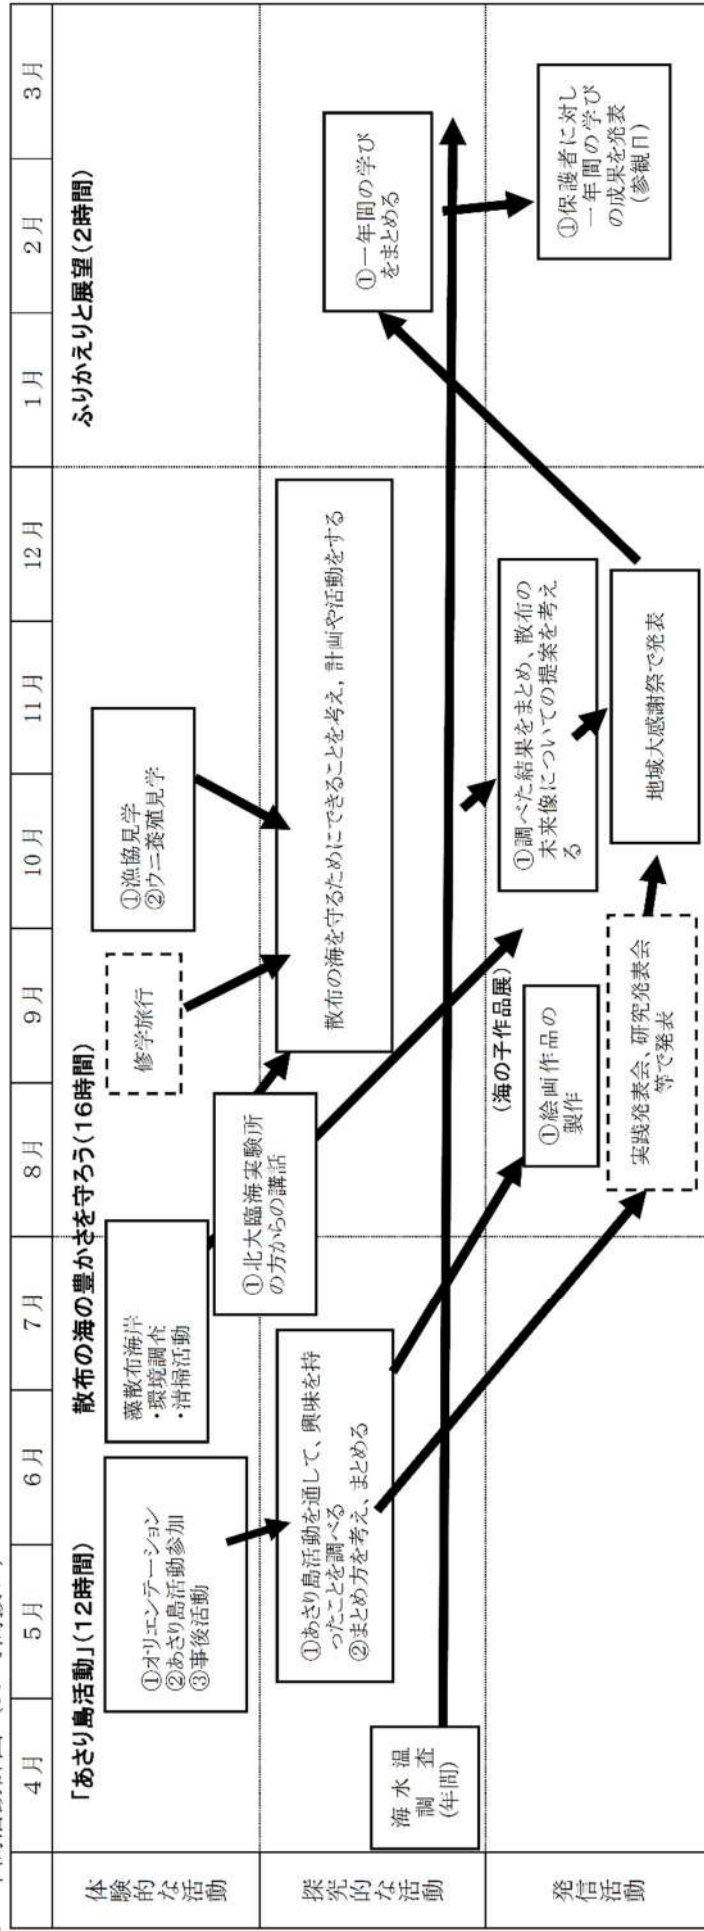 4月
5月
6月
7月
8月
9月
10月
11月
12月
1月
2月
3月
体験的な活動
「あさり島活動」(12時間)
散布の海の豊かさを守ろう(16時間)
ふりかえりと展望(2時間)
①オリエンテーション
②あさり島活動参加
③事後活動
藻散布海岸
・環境調査
・清掃活動
①北大臨海実験所
の方からの講話
修学旅行
①漁協見学
②ウニ養殖見学
探究的な活動
①あさり島活動を通して、興味を持
ったことを調べる
②まとめ方を考え、まとめる
散布の海を守るためにできることを考え，計画や活動をする
①一年間の学び
をまとめる
海水温
調査
(年間)
発信活動
(海の子作品展)
①絵画作品の
製作
実践発表会、研究発表会
等で発表
①調べた結果をまとめ、散布の
未来像についての提案を考え
る
地域大感謝祭で発表
①保護者に対し
一年間の学び
の成果を発表
(参観日)